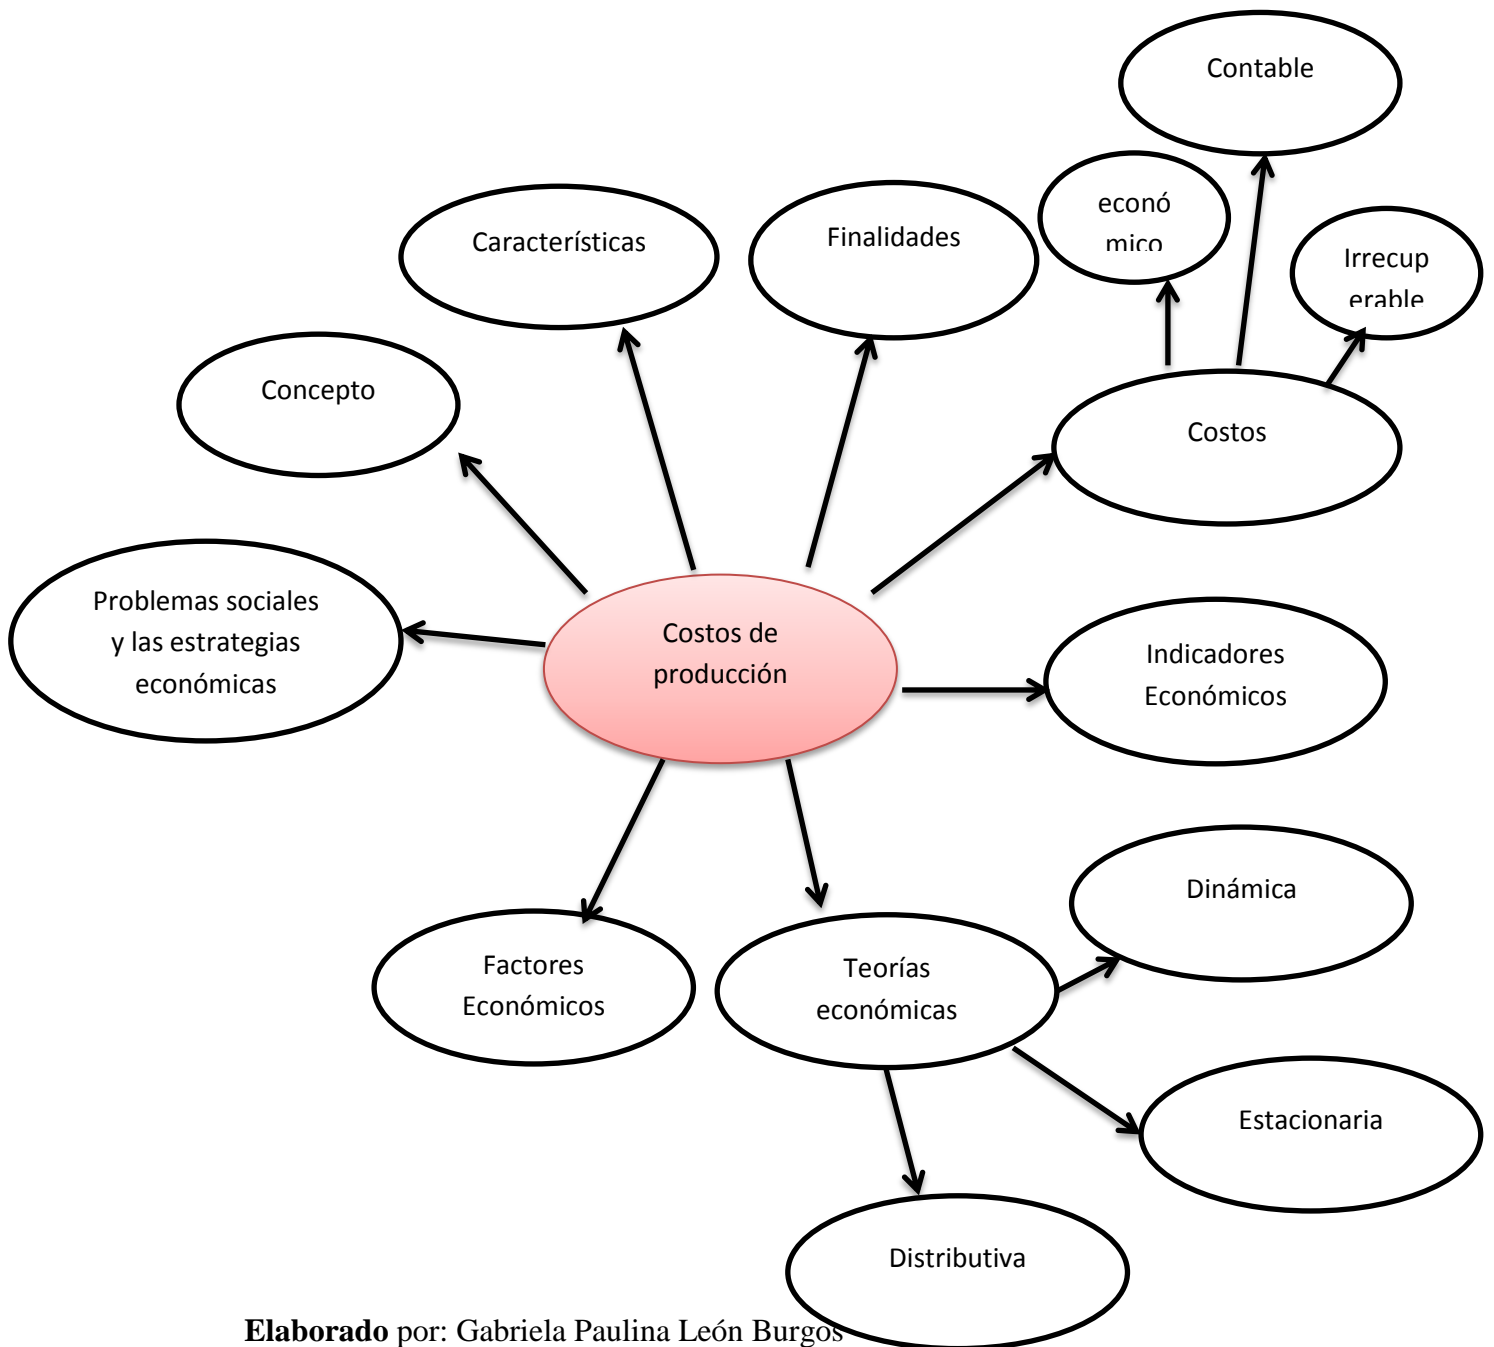 Contable
econó
mico
Irrecup
erable
Características
Finalidades
Concepto
Costos
Problemas sociales
y las estrategias
económicas
Costos de
producción
Indicadores
Económicos
Dinámica
Factores
Económicos
Teorías
económicas
Estacionaria
Distributiva
Elaborado por: Gabriela Paulina León Burgos